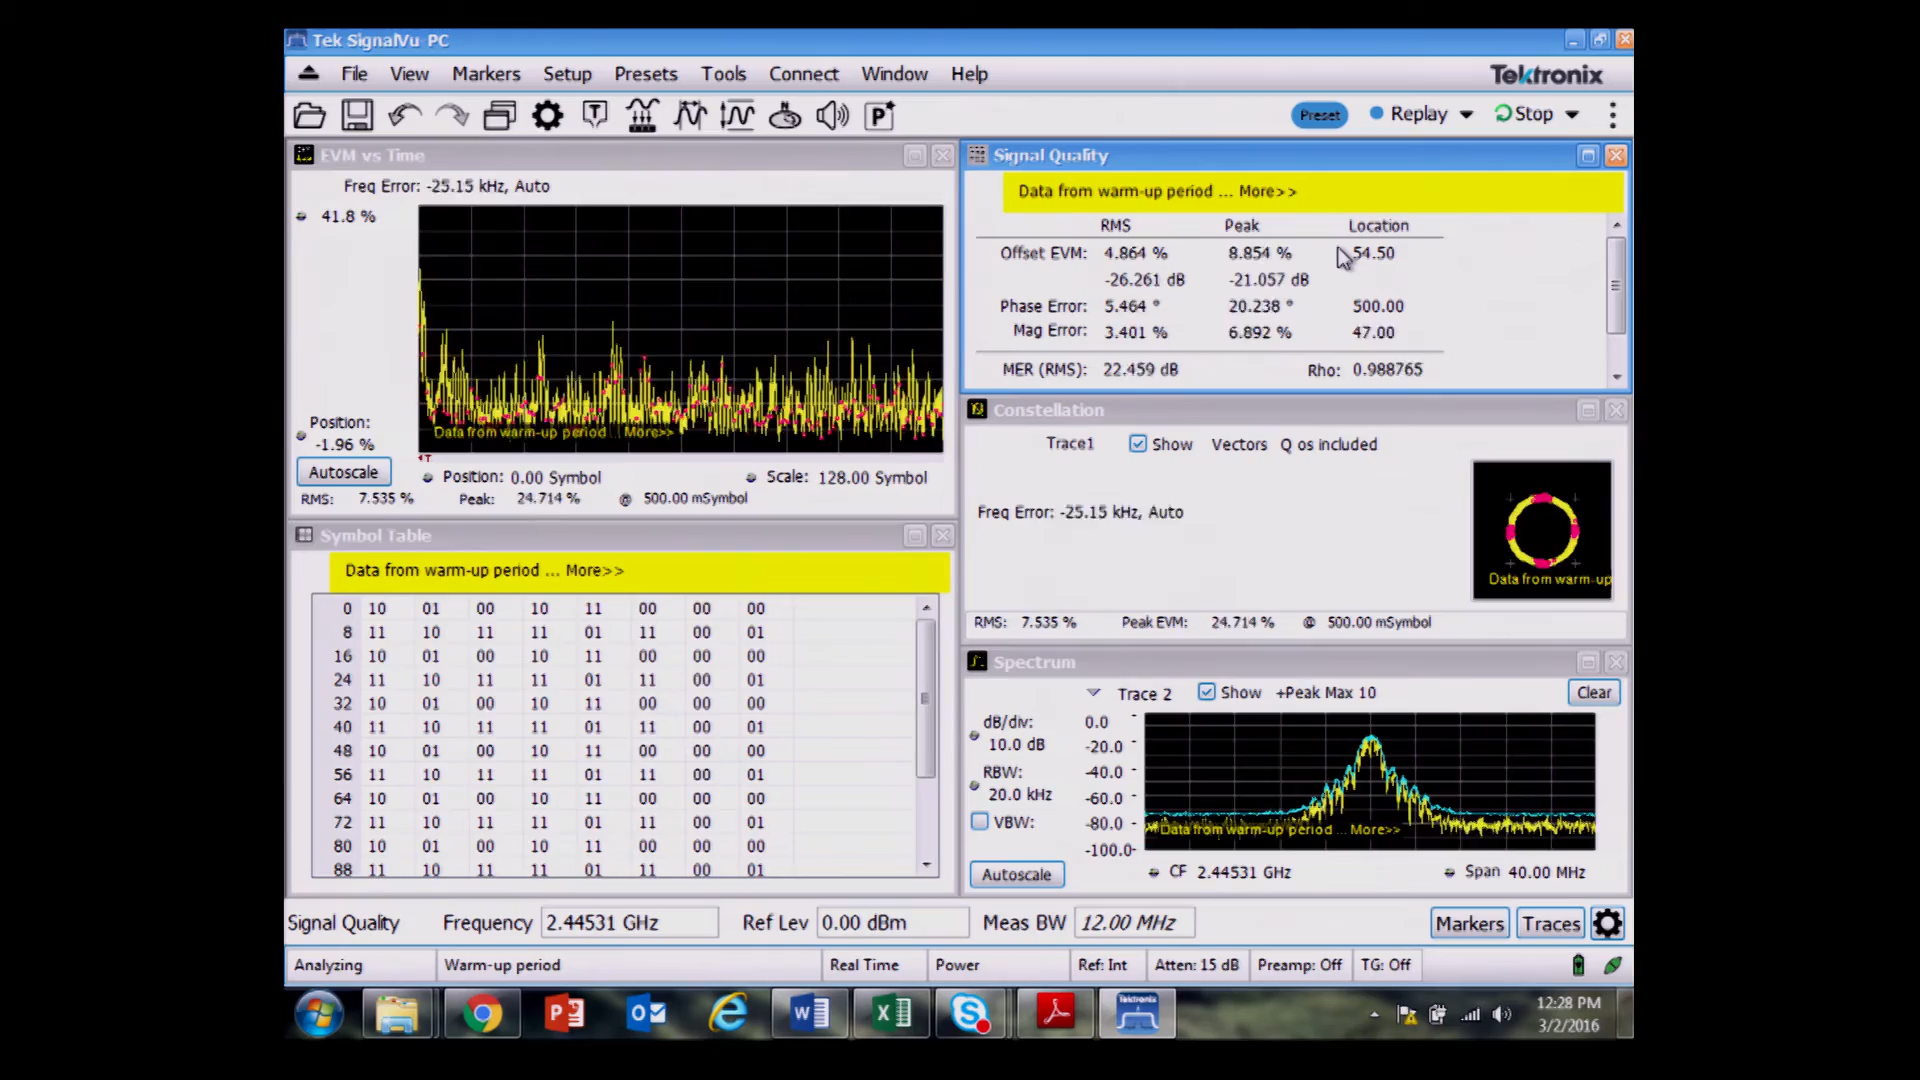 Tek SignalVu PC
File View Markers Setup Presets Tools Connect Window Help
Tektronix
Preset Replay Stop
EVM vs Time
Freq Error: -25.15 kHz, Auto
41.8 %
Position:
-1.96 %
Autoscale
Data from warm-up period ... More>>
T
Position: 0.00 Symbol Scale: 128.00 Symbol
RMS: 7.535 % Peak: 24.714 % @ 500.00 mSymbol
Symbol Table
Data from warm-up period ... More>>
0 10 01 00 10 11 00 00 00
8 11 10 11 11 01 11 00 01
16 10 01 00 10 11 00 00 00
24 11 10 11 11 01 11 00 01
32 10 01 00 10 11 00 00 00
40 11 10 11 11 01 11 00 01
48 10 01 00 10 11 00 00 00
56 11 10 11 11 01 11 00 01
64 10 01 00 10 11 00 00 00
72 11 10 11 11 01 11 00 01
80 10 01 00 10 11 00 00 00
88 11 10 11 11 01 11 00 01
Signal Quality
Data from warm-up period ... More>>
RMS Peak Location
Offset EVM: 4.864 % 8.854 % 54.50
-26.261 dB -21.057 dB
Phase Error: 5.464 ° 20.238 ° 500.00
Mag Error: 3.401 % 6.892 % 47.00
MER (RMS): 22.459 dB Rho: 0.988765
Constellation
Trace1 Show Vectors Q os included
Freq Error: -25.15 kHz, Auto
Data from warm-up
RMS: 7.535 % Peak EVM: 24.714 % @ 500.00 mSymbol
Spectrum
Trace 2 Show +Peak Max 10 Clear
dB/div:
10.0 dB
RBW:
20.0 kHz
VBW:
Autoscale
0.0
-20.0
-40.0
-60.0
-80.0
-100.0
Data from warm-up period ... More>>
CF 2.44531 GHz Span 40.00 MHz
Signal Quality Frequency 2.44531 GHz Ref Lev 0.00 dBm Meas BW 12.00 MHz Markers Traces
Analyzing Warm-up period Real Time Power Ref: Int Atten: 15 dB Preamp: Off TG: Off
Tektronix
12:28 PM
3/2/2016